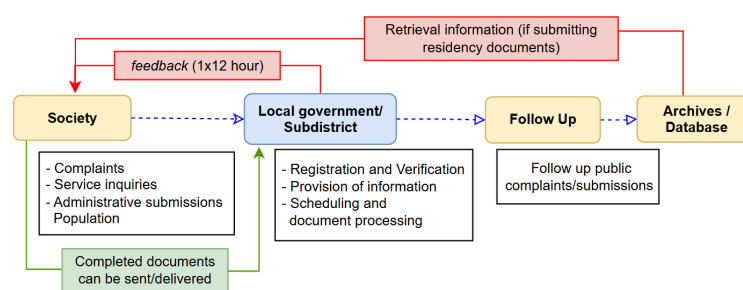 Retrieval information (if submitting
residency documents)
feedback (1x12 hour)
Society
Local government/
Subdistrict
Follow Up
Archives /
Database
- Complaints
- Service inquiries
- Administrative submissions
Population
- Registration and Verification
- Provision of information
- Scheduling and
document processing
Follow up public
complaints/submissions
Completed documents
can be sent/delivered